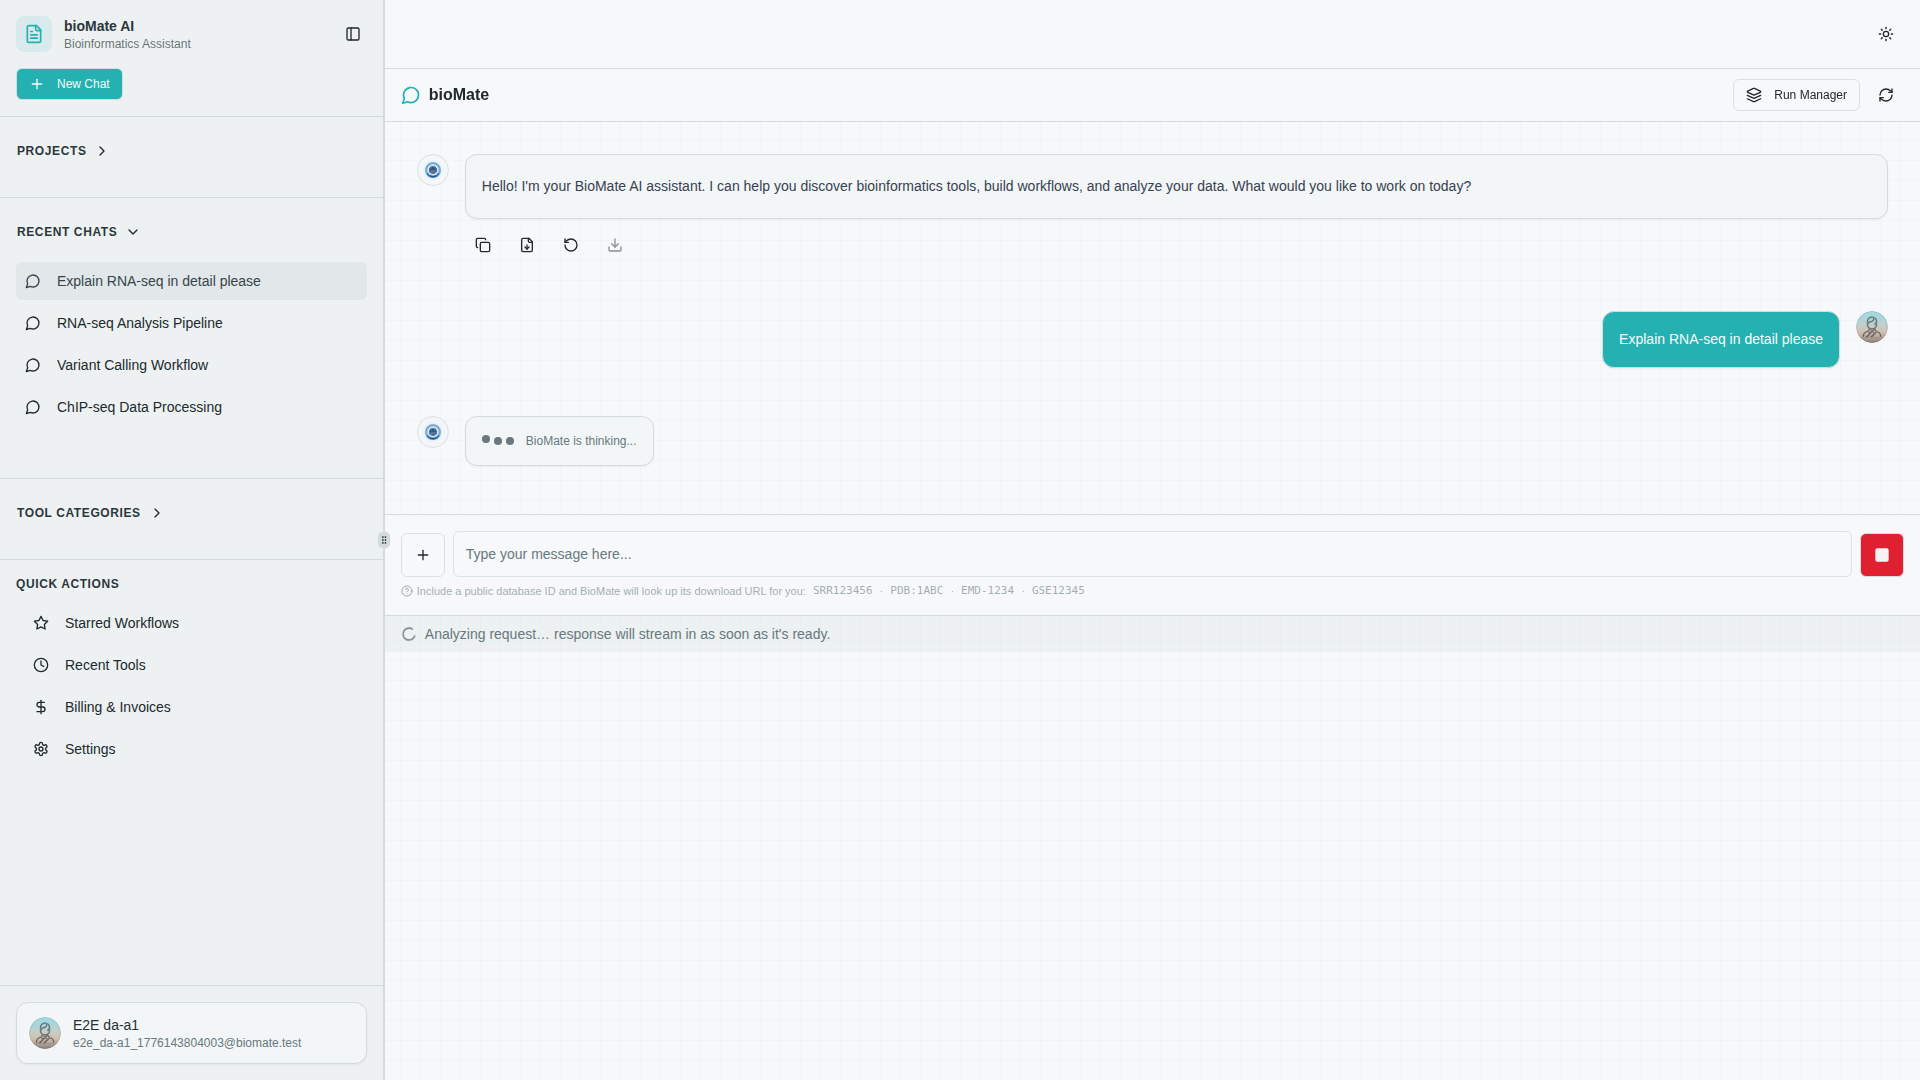 bioMate AI
Bioinformatics Assistant
New Chat
PROJECTS
RECENT CHATS
Explain RNA-seq in detail please
RNA-seq Analysis Pipeline
Variant Calling Workflow
ChIP-seq Data Processing
TOOL CATEGORIES
QUICK ACTIONS
Starred Workflows
Recent Tools
Billing & Invoices
Settings
E2E da-a1
e2e_da-a1_1776143804003@biomate.test
bioMate
Run Manager
Hello! I'm your BioMate AI assistant. I can help you discover bioinformatics tools, build workflows, and analyze your data. What would you like to work on today?
Explain RNA-seq in detail please
BioMate is thinking...
Type your message here...
Include a public database ID and BioMate will look up its download URL for you: SRR123456 · PDB:1ABC · EMD-1234 · GSE12345
Analyzing request… response will stream in as soon as it's ready.